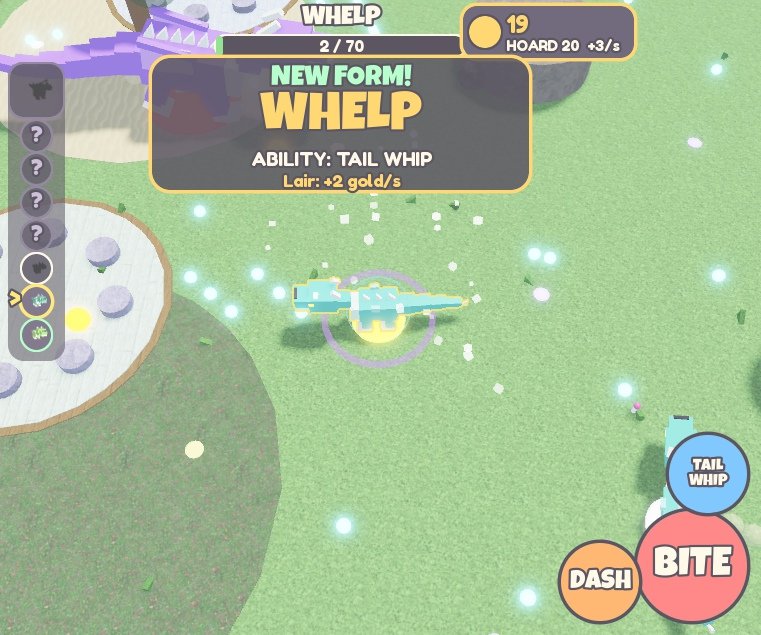 WHELP
19
2 / 70
HOARD 20 +3/s
NEW FORM!
WHELP
ABILITY: TAIL WHIP
Lair: +2 gold/s
?
?
?
?
>
TAIL
WHIP
BITE
DASH